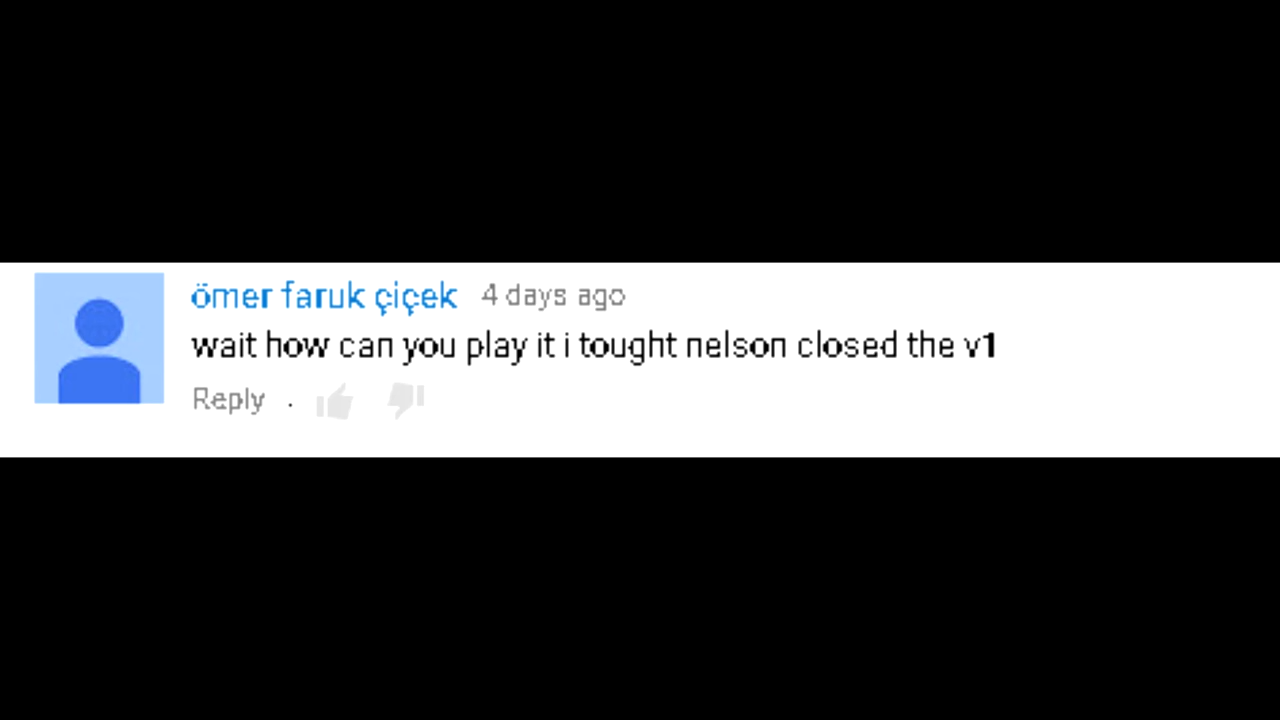 ömer faruk çiçek 4 days ago
wait how can you play it i tought nelson closed the v1
Reply .